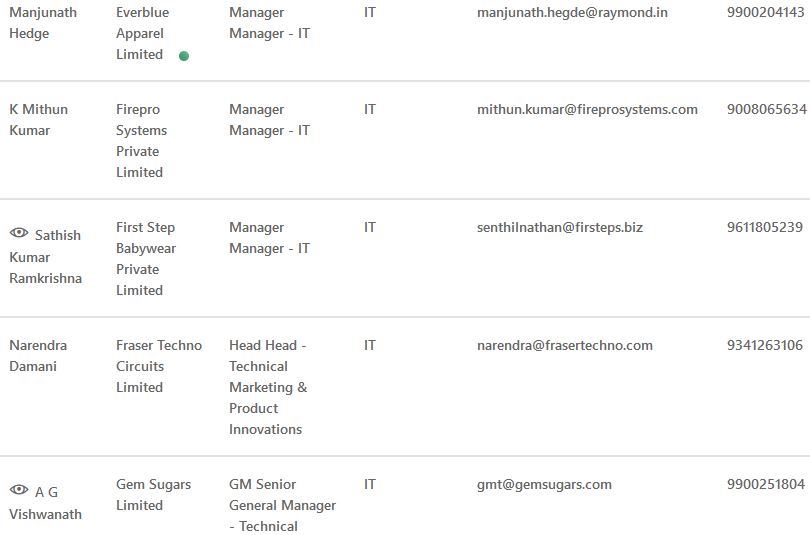 Manjunath Everblue Manager IT manjunath.hegde@raymond.in 9900204143
Hedge Apparel Manager - IT
Limited
K Mithun Firepro Manager IT mithun.kumar@fireprosystems.com 9008065634
Kumar Systems Manager - IT
Private
Limited
Sathish First Step Manager IT senthilnathan@firsteps.biz 9611805239
Kumar Babywear Manager - IT
Ramkrishna Private
Limited
Narendra Fraser Techno Head Head - IT narendra@frasertechno.com 9341263106
Damani Circuits Technical
Limited Marketing &
Product
Innovations
A G Gem Sugars GM Senior IT gmt@gemsugars.com 9900251804
Vishwanath Limited General Manager
- Technical